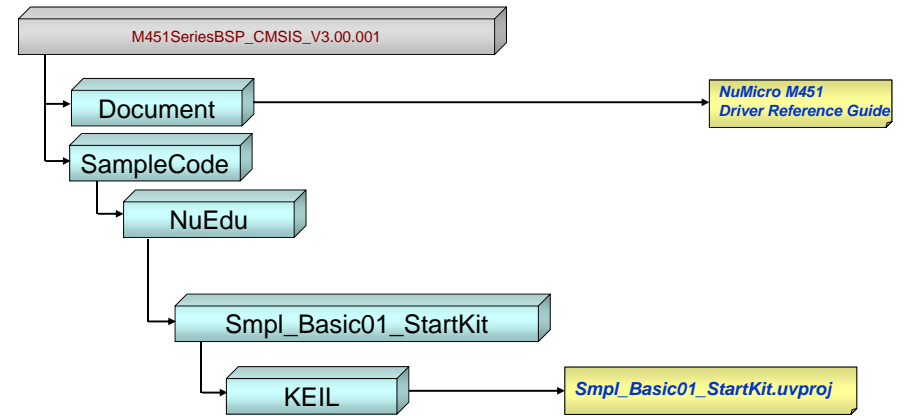 M451SeriesBSP_CMSIS_V3.00.001
Document
NuMicro M451
Driver Reference Guide
SampleCode
NuEdu
Smpl_Basic01_StartKit
KEIL
Smpl_Basic01_StartKit.uvproj